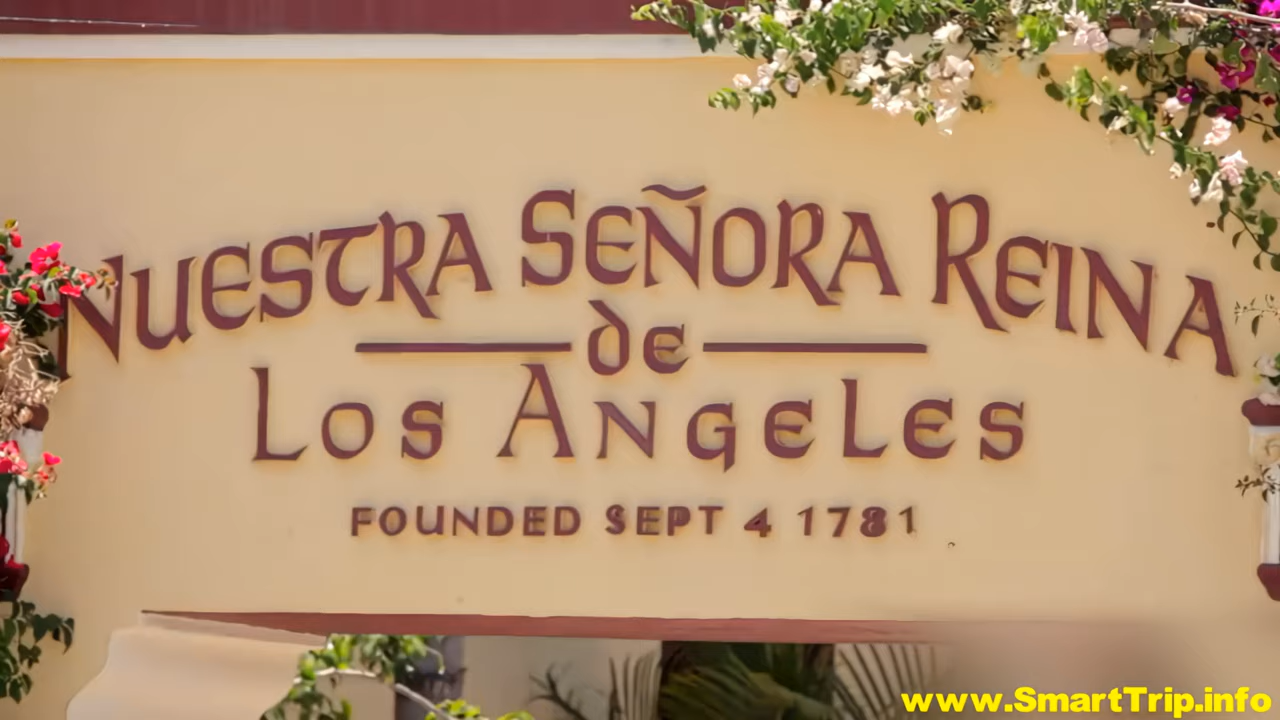 NUESTRA SEÑORA REINA
de
LOS ANGELES
FOUNDED SEPT 4 1781
www.SmartTrip.info